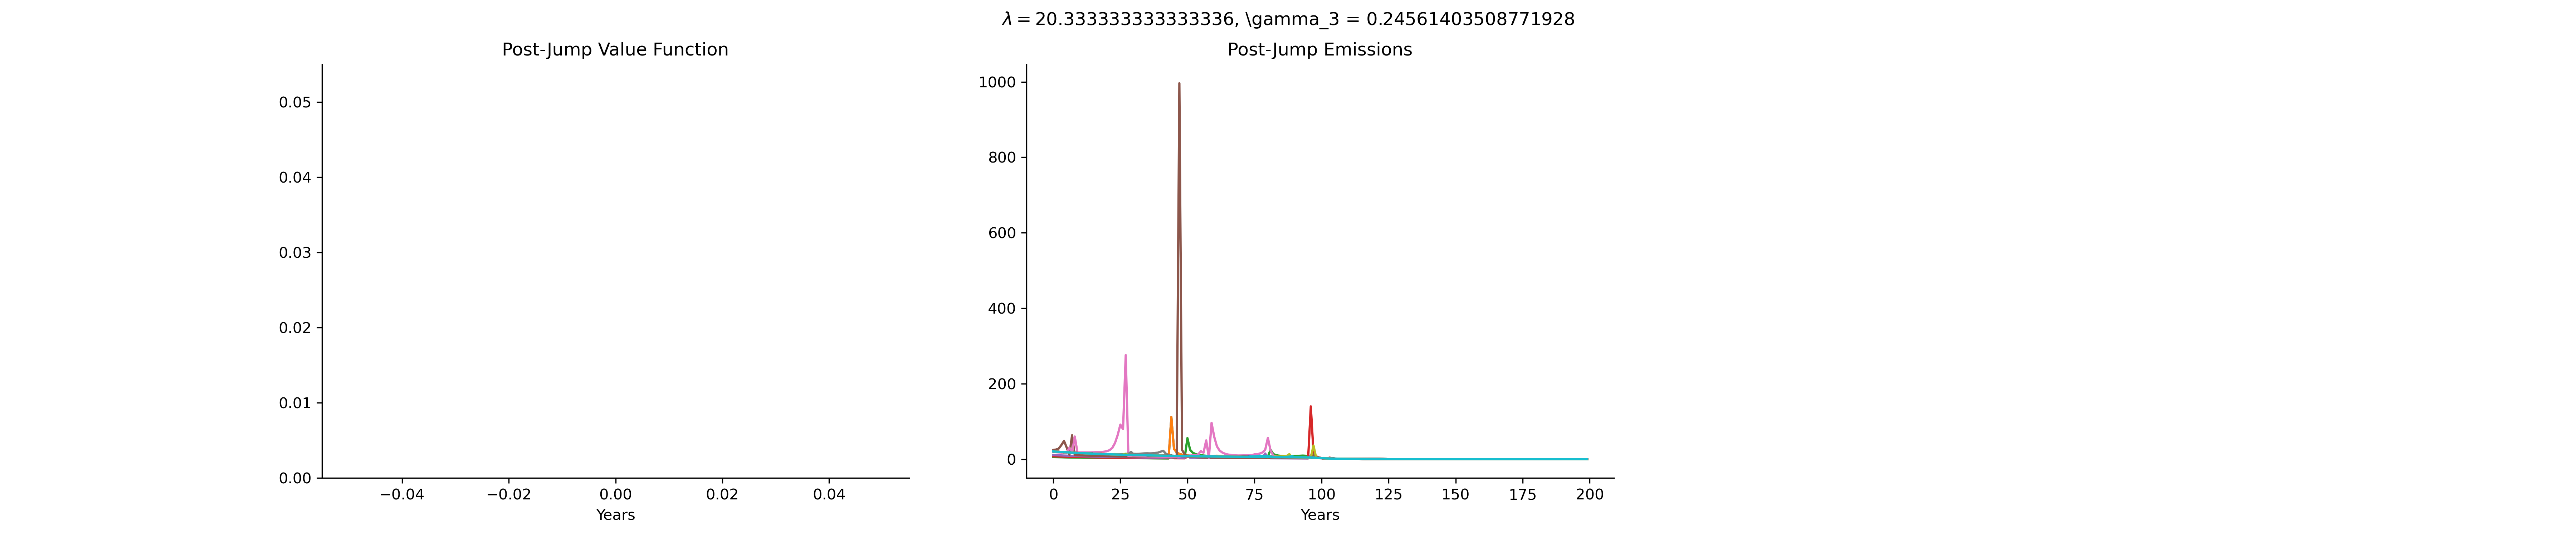 λ = 20.333333333333336, \gamma_3 = 0.24561403508771928
Post-Jump Value Function
0.05
0.04
0.03
0.02
0.01
0.00
−0.04 −0.02 0.00 0.02 0.04
Years
Post-Jump Emissions
1000
800
600
400
200
0
0 25 50 75 100 125 150 175 200
Years